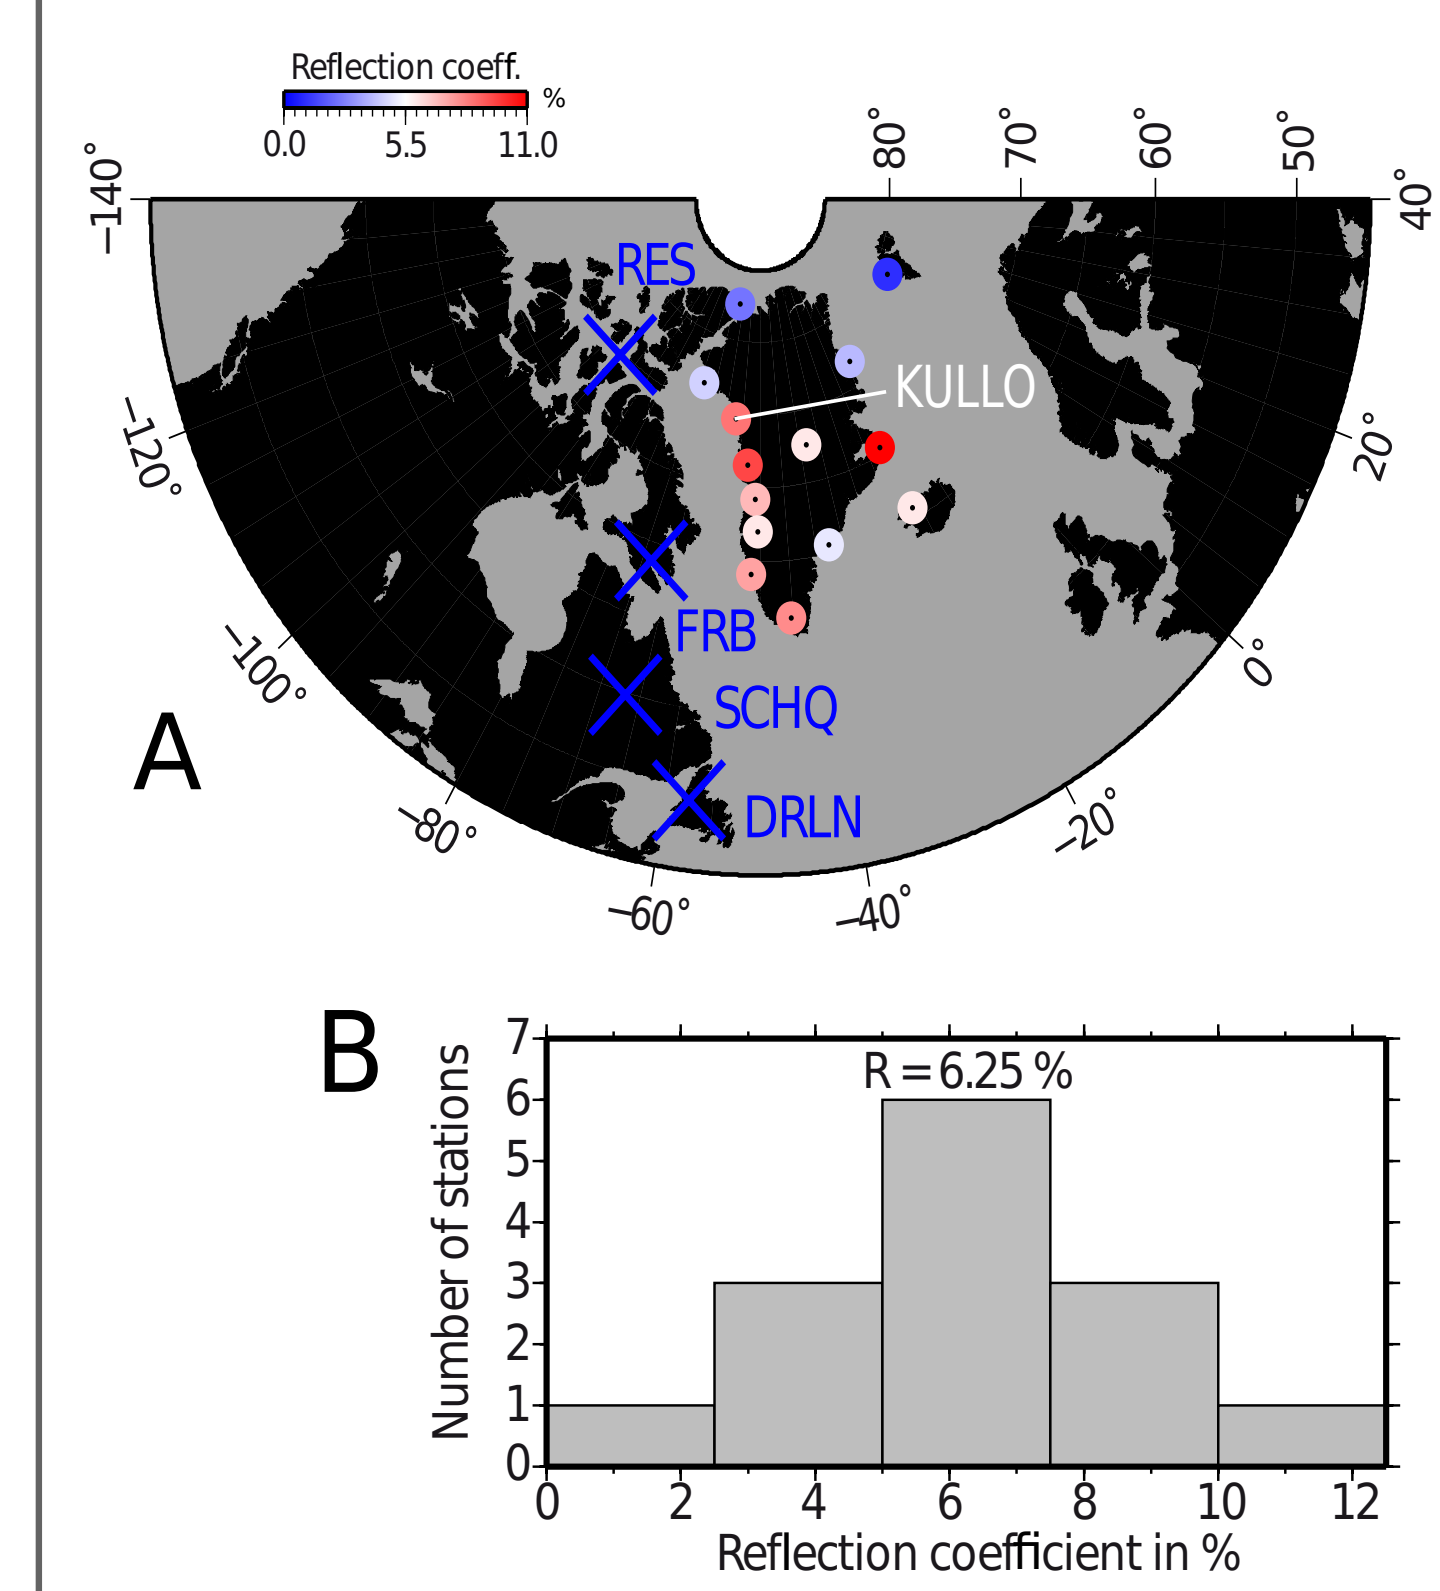 Reflection coeff.
%
0.0 5.5 11.0
80° 70° 60° 50°
−140° 40°
RES
KULLO
−120° 20°
FRB
−100° 0°
SCHQ
A
DRLN
−80° −20°
−60° −40°
B
7
R = 6.25 %
6
5
4
3
2
1
0
Number of stations
0 2 4 6 8 10 12
Reflection coefficient in %